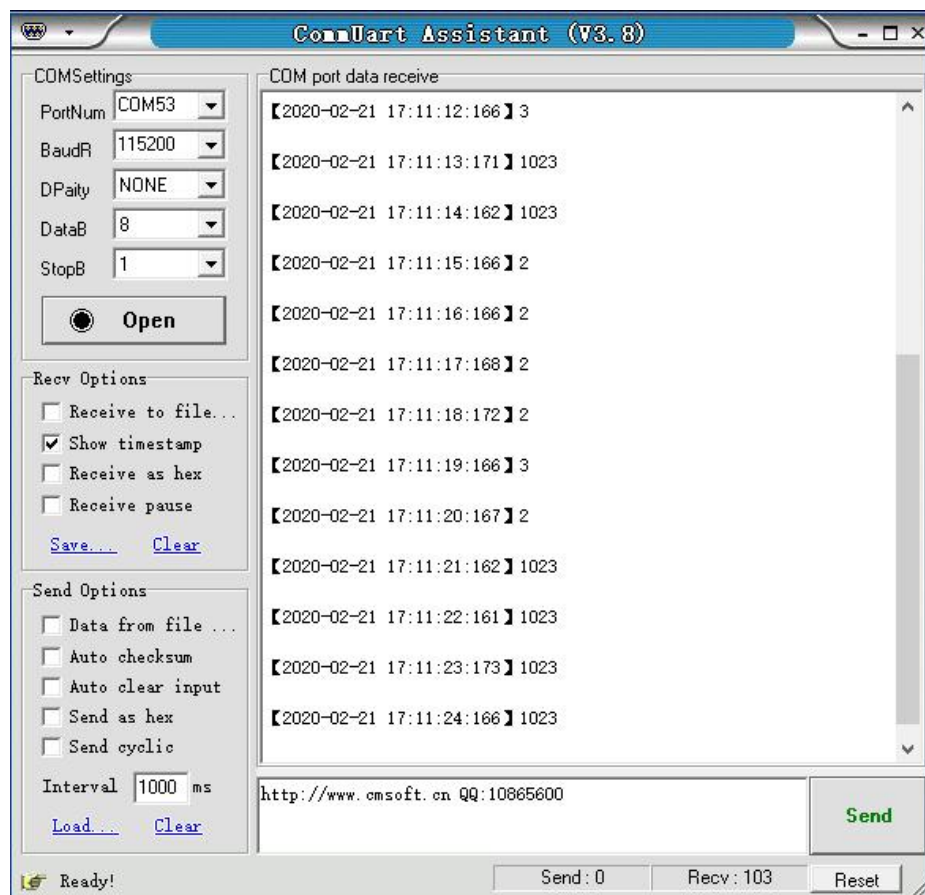 CommUart Assistant (V3.8)
COMSettings
PortNum COM53
BaudR 115200
DPaity NONE
DataB 8
StopB 1
Open
Recv Options
Receive to file...
Show timestamp
Receive as hex
Receive pause
Save... Clear
Send Options
Data from file ...
Auto checksum
Auto clear input
Send as hex
Send cyclic
Interval 1000 ms
Load... Clear
COM port data receive
【2020-02-21 17:11:12:166】3
【2020-02-21 17:11:13:171】1023
【2020-02-21 17:11:14:162】1023
【2020-02-21 17:11:15:166】2
【2020-02-21 17:11:16:166】2
【2020-02-21 17:11:17:168】2
【2020-02-21 17:11:18:172】2
【2020-02-21 17:11:19:166】3
【2020-02-21 17:11:20:167】2
【2020-02-21 17:11:21:162】1023
【2020-02-21 17:11:22:161】1023
【2020-02-21 17:11:23:173】1023
【2020-02-21 17:11:24:166】1023
http://www.cmsoft.cn QQ:10865600
Send
Ready!
Send : 0
Recv : 103
Reset